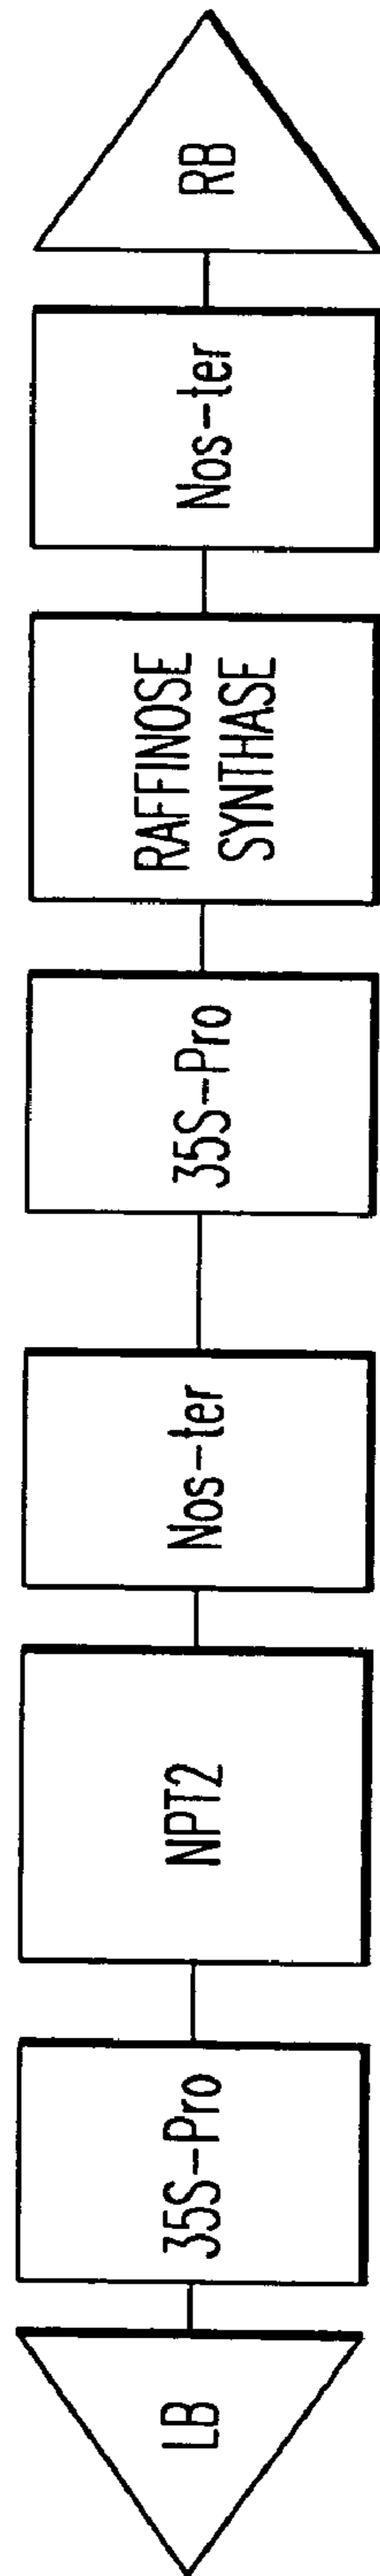 LB
35S-Pro
NPT2
Nos-ter
35S-Pro
RAFFINOSE
SYNTHASE
Nos-ter
RB